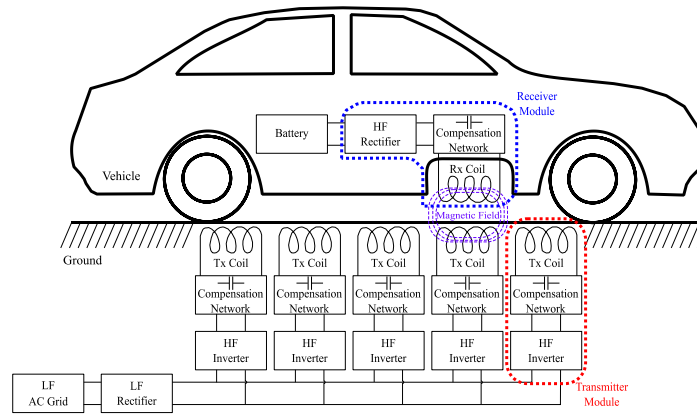 Receiver
Module
Battery
HF
Rectifier
Compensation
Network
Vehicle
Rx Coil
Magnetic Field
Ground
Tx Coil
Tx Coil
Tx Coil
Tx Coil
Tx Coil
Compensation
Network
Compensation
Network
Compensation
Network
Compensation
Network
Compensation
Network
HF
Inverter
HF
Inverter
HF
Inverter
HF
Inverter
HF
Inverter
LF
AC Grid
LF
Rectifier
Transmitter
Module